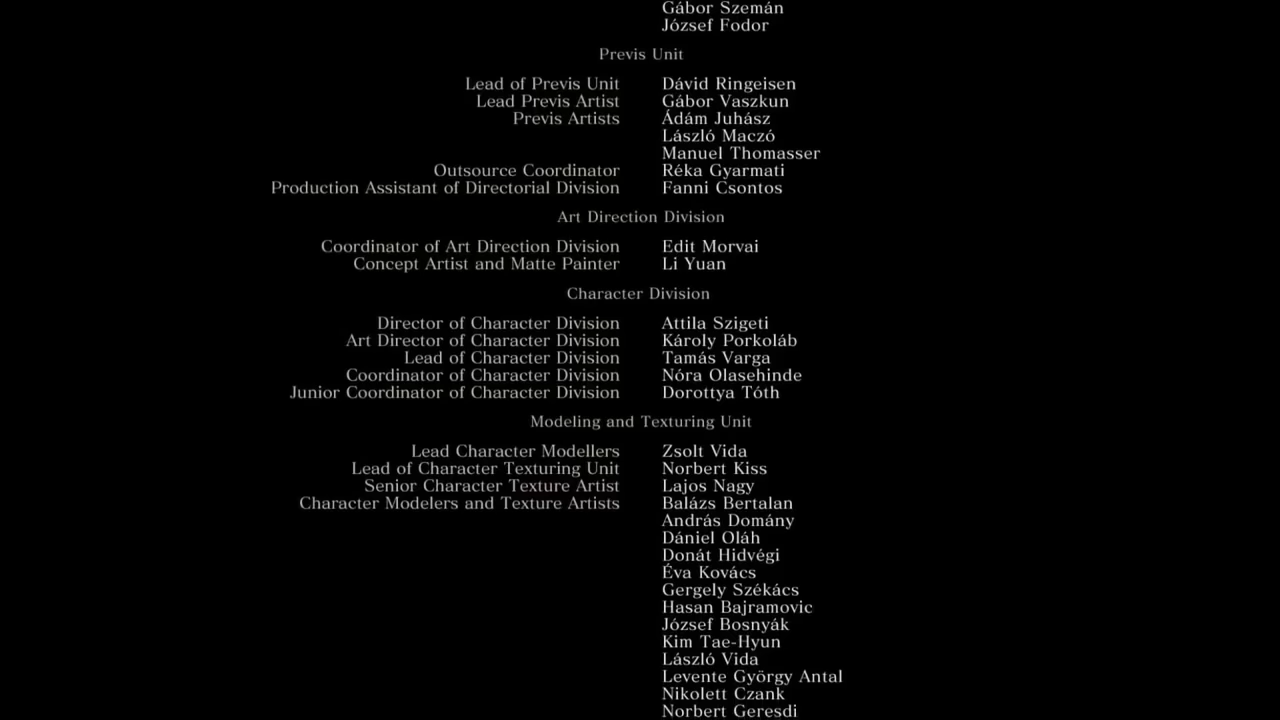 Gábor Szemán
József Fodor
Previs Unit
Lead of Previs Unit Dávid Ringeisen
Lead Previs Artist Gábor Vaszkun
Previs Artists Ádám Juhász
László Maczó
Manuel Thomasser
Outsource Coordinator Réka Gyarmati
Production Assistant of Directorial Division Fanni Csontos
Art Direction Division
Coordinator of Art Direction Division Edit Morvai
Concept Artist and Matte Painter Li Yuan
Character Division
Director of Character Division Attila Szigeti
Art Director of Character Division Károly Porkoláb
Lead of Character Division Tamás Varga
Coordinator of Character Division Nóra Olasehinde
Junior Coordinator of Character Division Dorottya Tóth
Modeling and Texturing Unit
Lead Character Modellers Zsolt Vida
Lead of Character Texturing Unit Norbert Kiss
Senior Character Texture Artist Lajos Nagy
Character Modelers and Texture Artists Balázs Bertalan
András Domány
Dániel Oláh
Donát Hidvégi
Éva Kovács
Gergely Székács
Hasan Bajramovic
József Bosnyák
Kim Tae-Hyun
László Vida
Levente György Antal
Nikolett Czank
Norbert Geresdi